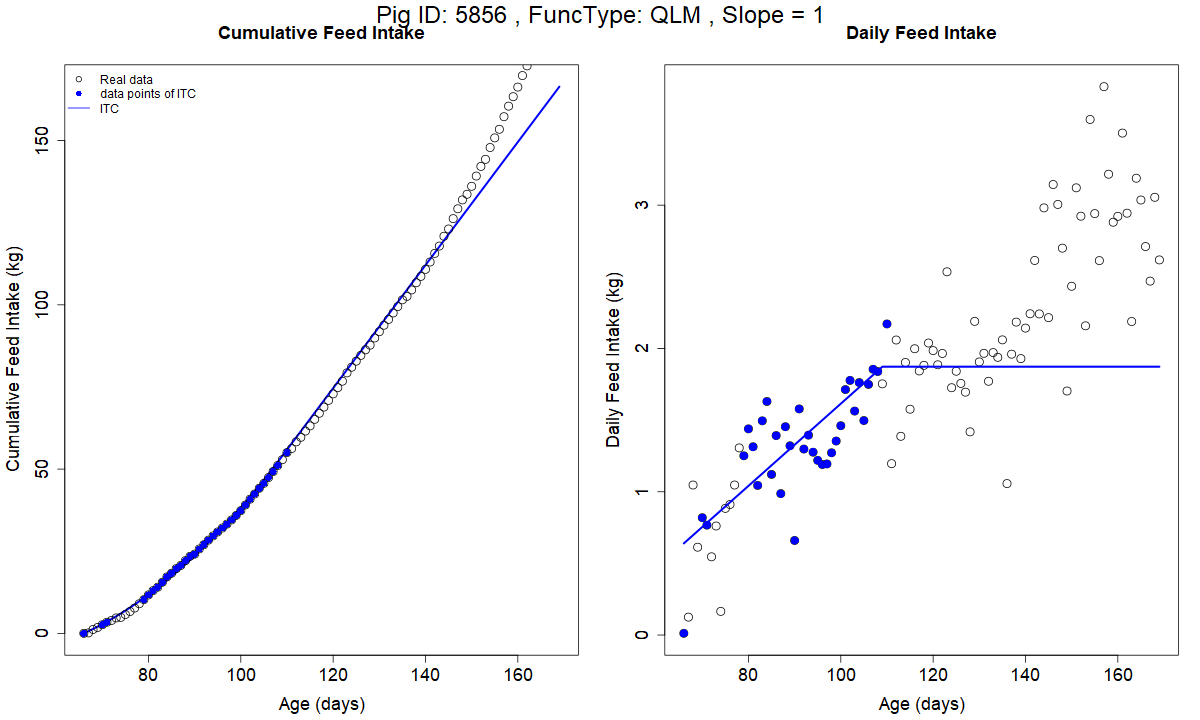 Pig ID: 5856 , FuncType: QLM , Slope = 1
Cumulative Feed Intake
Real data
data points of ITC
ITC
Cumulative Feed Intake (kg)
0
50
100
150
80
100
120
140
160
Age (days)
Daily Feed Intake
Daily Feed Intake (kg)
0
1
2
3
80
100
120
140
160
Age (days)